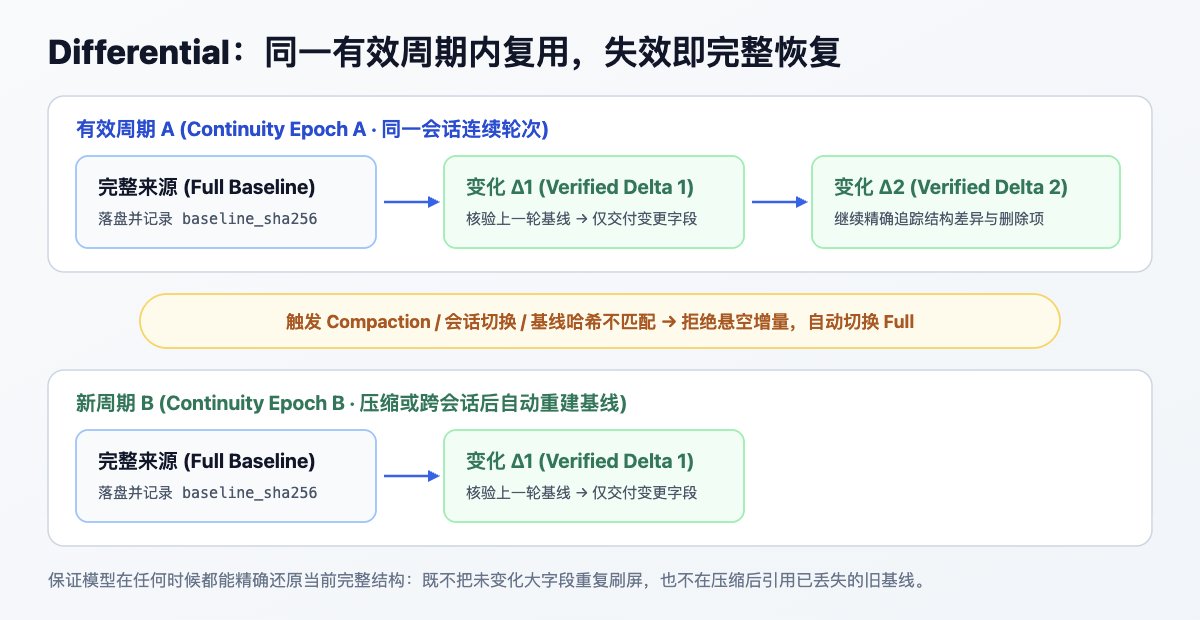 Differential：同一有效周期内复用，失效即完整恢复
有效周期 A (Continuity Epoch A · 同一会话连续轮次)
完整来源 (Full Baseline)
落盘并记录 baseline_sha256
变化 Δ1 (Verified Delta 1)
核验上一轮基线 → 仅交付变更字段
变化 Δ2 (Verified Delta 2)
继续精确追踪结构差异与删除项
触发 Compaction / 会话切换 / 基线哈希不匹配 → 拒绝悬空增量，自动切换 Full
新周期 B (Continuity Epoch B · 压缩或跨会话后自动重建基线)
完整来源 (Full Baseline)
落盘并记录 baseline_sha256
变化 Δ1 (Verified Delta 1)
核验上一轮基线 → 仅交付变更字段
保证模型在任何时候都能精确还原当前完整结构：既不把未变化大字段重复刷屏，也不在压缩后引用已丢失的旧基线。